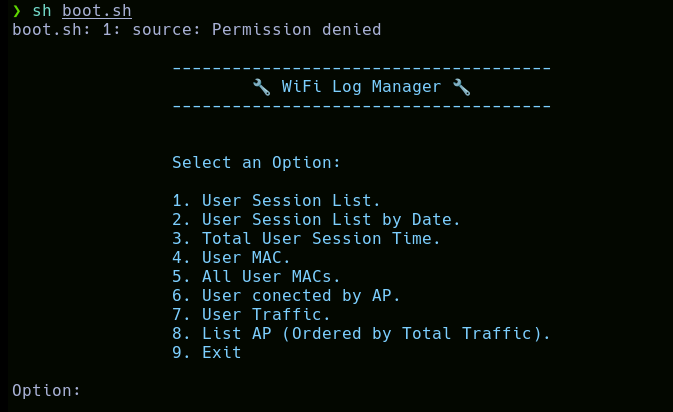 ❯ sh boot.sh
boot.sh: 1: source: Permission denied
--------------------------------------
🔧 WiFi Log Manager 🔧
--------------------------------------
Select an Option:
1. User Session List.
2. User Session List by Date.
3. Total User Session Time.
4. User MAC.
5. All User MACs.
6. User conected by AP.
7. User Traffic.
8. List AP (Ordered by Total Traffic).
9. Exit
Option: